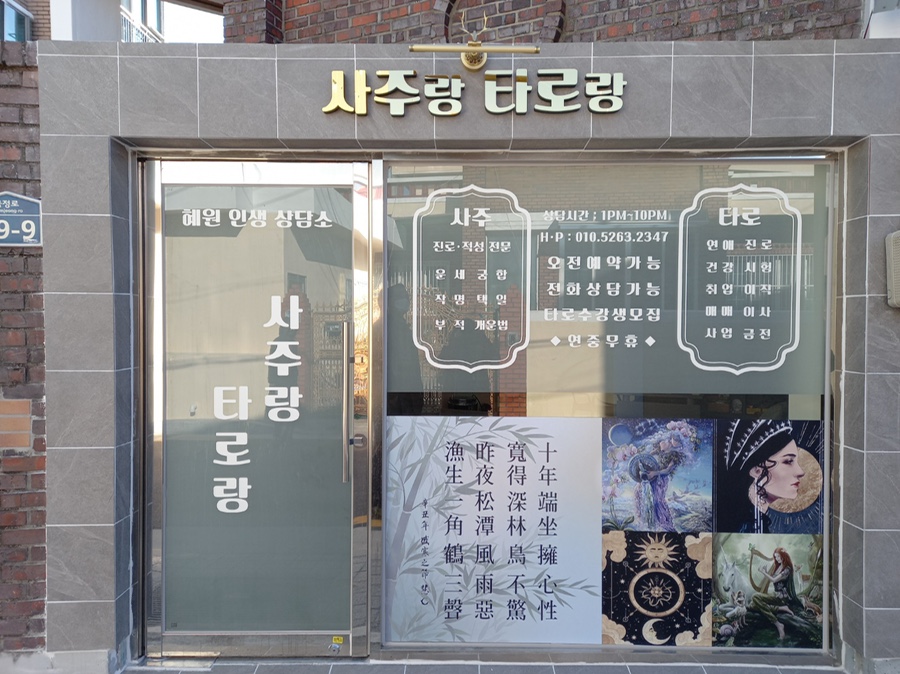 사주랑 타로랑
9-9
혜원 인생 상담소
사주랑
타로랑
사주
진로·적성 전문
운세 궁합
작명 택일
부적 개운법
상담시간 ; 1PM~10PM
H·P : 010.5263.2347
오전예약가능
전화상담가능
타로수강생모집
◆연중무휴◆
타로
연애 진로
건강 시험
취업 이직
매매 이사
사업 금전
十年端坐擁心性
寬得深林鳥不驚
昨夜松潭風雨惡
漁生一角鶴三聲